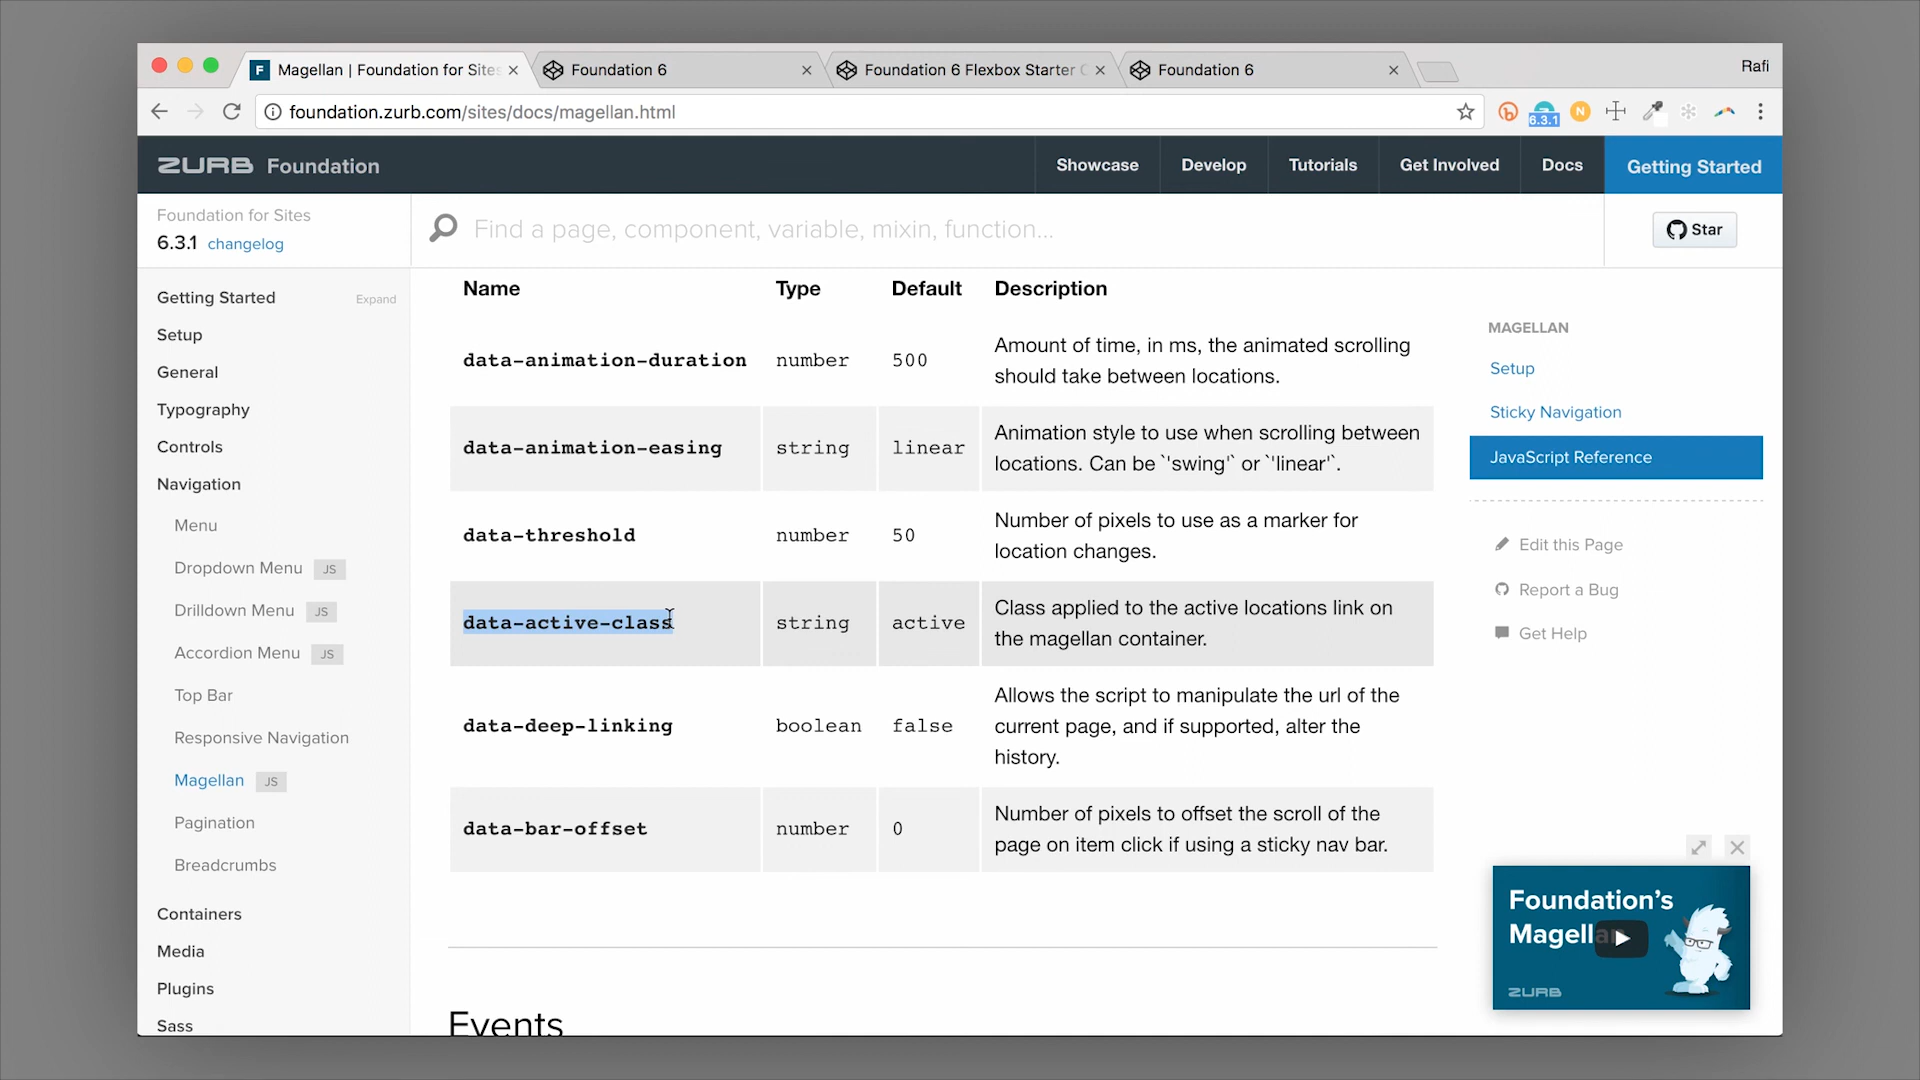 Magellan | Foundation for Sites
Foundation 6
Foundation 6 Flexbox Starter C
Foundation 6
Rafi
foundation.zurb.com/sites/docs/magellan.html
6.3.1
N
ZURB Foundation
Showcase
Develop
Tutorials
Get Involved
Docs
Getting Started
Foundation for Sites
6.3.1 changelog
Find a page, component, variable, mixin, function...
Star
Getting Started
Expand
Setup
General
Typography
Controls
Navigation
Menu
Dropdown Menu JS
Drilldown Menu JS
Accordion Menu JS
Top Bar
Responsive Navigation
Magellan JS
Pagination
Breadcrumbs
Containers
Media
Plugins
Sass
Name Type Default Description
data-animation-duration number 500 Amount of time, in ms, the animated scrolling
should take between locations.
data-animation-easing string linear Animation style to use when scrolling between
locations. Can be `'swing'` or `'linear'`.
data-threshold number 50 Number of pixels to use as a marker for
location changes.
data-active-class string active Class applied to the active locations link on
the magellan container.
data-deep-linking boolean false Allows the script to manipulate the url of the
current page, and if supported, alter the
history.
data-bar-offset number 0 Number of pixels to offset the scroll of the
page on item click if using a sticky nav bar.
Events
MAGELLAN
Setup
Sticky Navigation
JavaScript Reference
Edit this Page
Report a Bug
Get Help
Foundation's
Magellan
ZURB